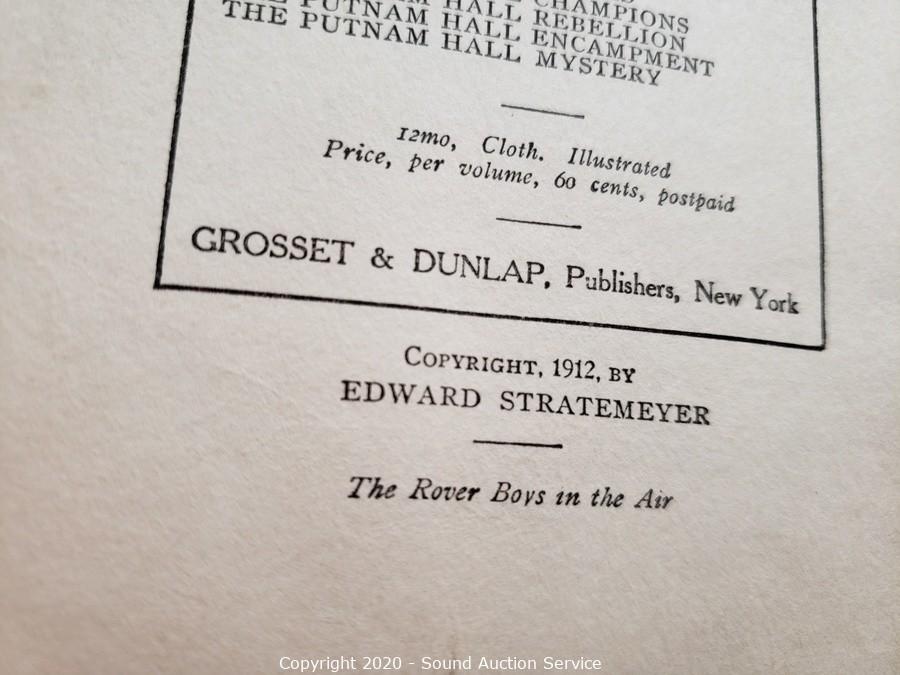 CHAMPIONS
HALL REBELLION
PUTNAM HALL ENCAMPMENT
THE PUTNAM HALL MYSTERY
12mo, Cloth. Illustrated
Price, per volume, 60 cents, postpaid
GROSSET & DUNLAP, Publishers, New York
COPYRIGHT, 1912, BY
EDWARD STRATEMEYER
The Rover Boys in the Air
Copyright 2020 - Sound Auction Service